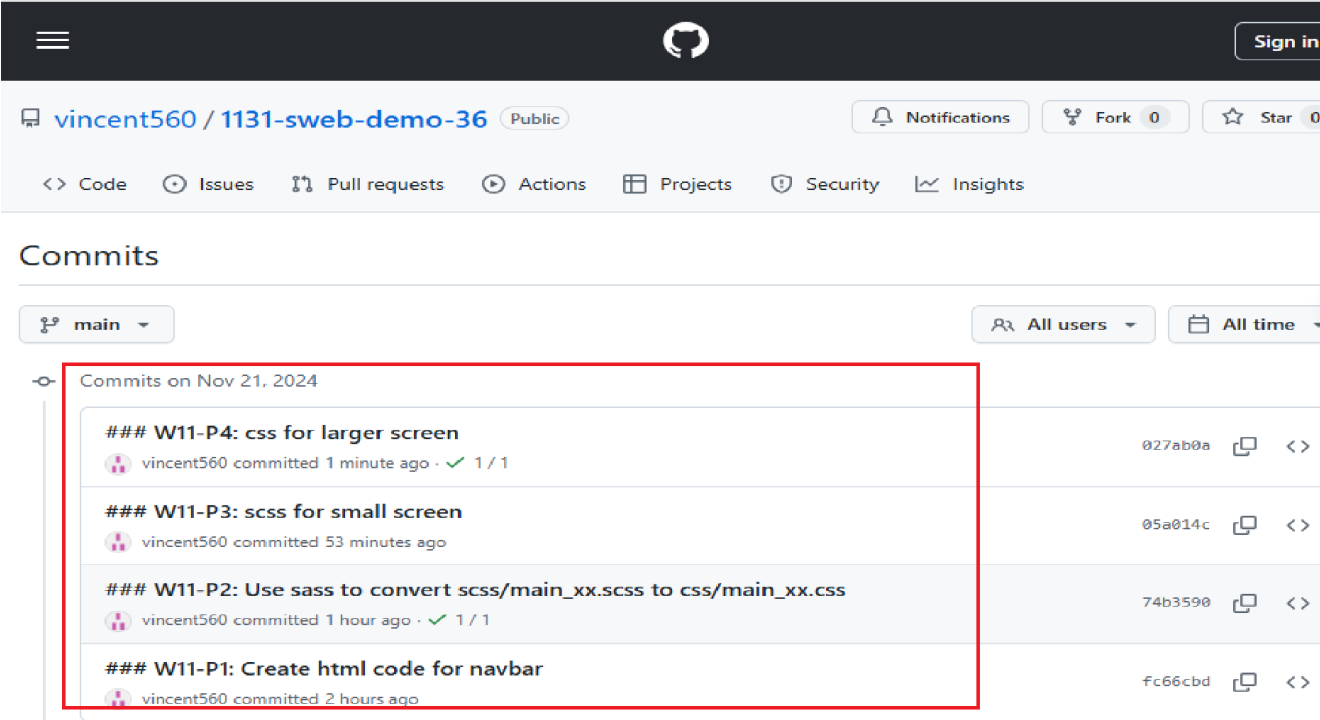 Sign in
vincent560 / 1131-sweb-demo-36 Public
Notifications Fork 0 Star 0
Code Issues Pull requests Actions Projects Security Insights
Commits
main All users All time
Commits on Nov 21, 2024
### W11-P4: css for larger screen
vincent560 committed 1 minute ago · 1 / 1
027ab0a
### W11-P3: scss for small screen
vincent560 committed 53 minutes ago
05a014c
### W11-P2: Use sass to convert scss/main_xx.scss to css/main_xx.css
vincent560 committed 1 hour ago · 1 / 1
74b3590
### W11-P1: Create html code for navbar
vincent560 committed 2 hours ago
fc66cbd